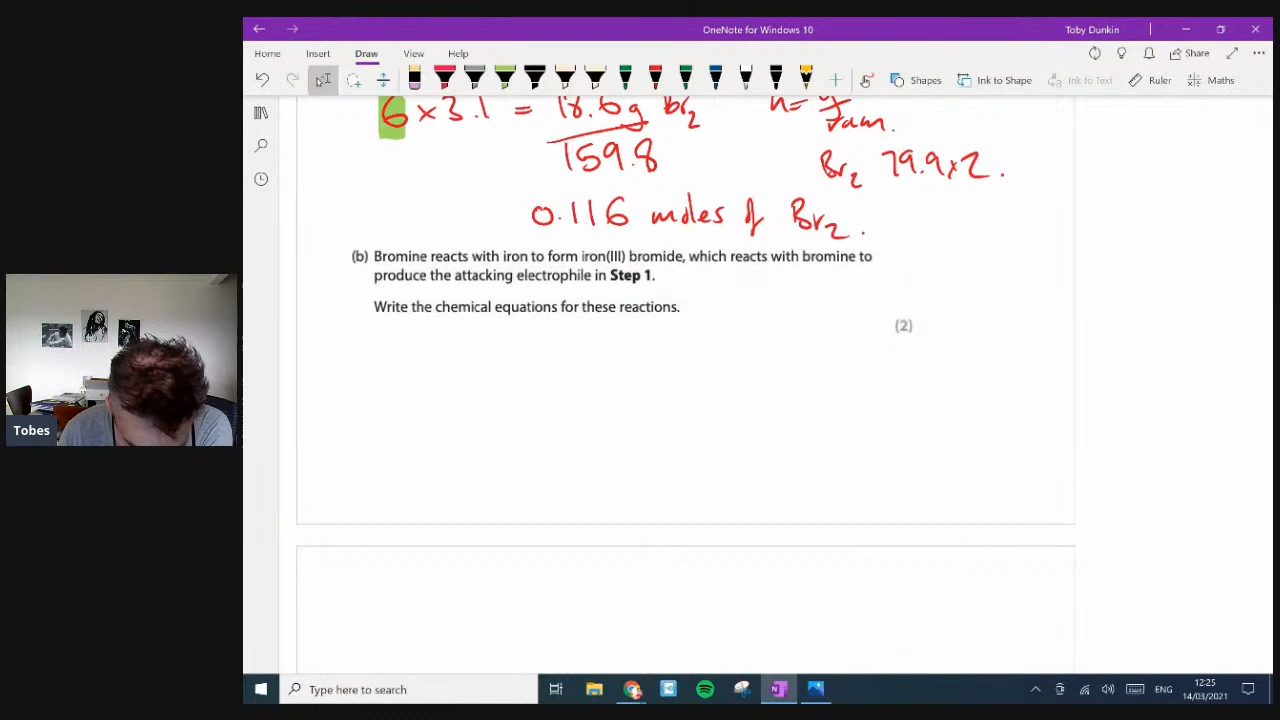 OneNote for Windows 10
Toby Dunkin
Home Insert Draw View Help
Share
Shapes
Ink to Shape
Ink to Text
Ruler
Maths
6 × 3.1 = 18.6g Br2
n=
159.8
Br2 79.9×2.
0.116 moles of Br2.
(b) Bromine reacts with iron to form iron(III) bromide, which reacts with bromine to
produce the attacking electrophile in Step 1.
Write the chemical equations for these reactions.
(2)
Tobes
Type here to search
ENG
12:25
14/03/2021